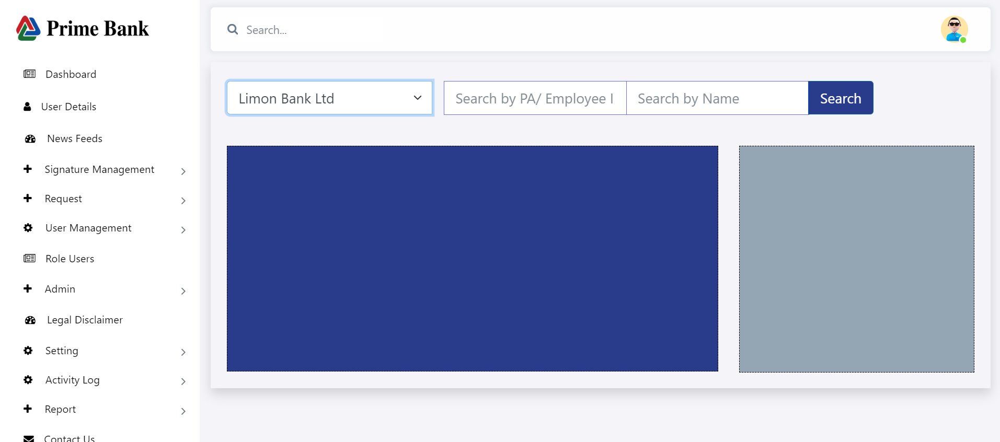 Prime Bank
Search...
Dashboard
User Details
News Feeds
Signature Management
Request
User Management
Role Users
Admin
Legal Disclaimer
Setting
Activity Log
Report
Contact Us
Limon Bank Ltd
Search by PA/ Employee I
Search by Name
Search